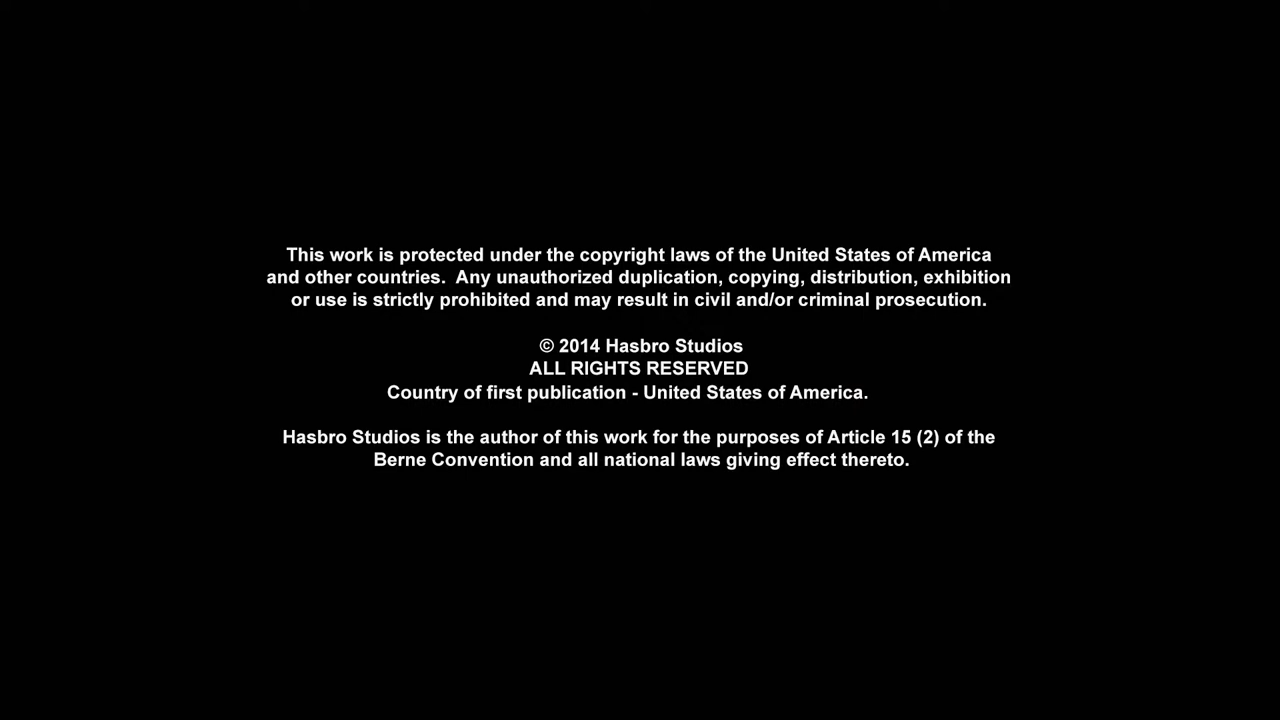 This work is protected under the copyright laws of the United States of America
and other countries.  Any unauthorized duplication, copying, distribution, exhibition
or use is strictly prohibited and may result in civil and/or criminal prosecution.
© 2014 Hasbro Studios
ALL RIGHTS RESERVED
Country of first publication - United States of America.
Hasbro Studios is the author of this work for the purposes of Article 15 (2) of the
Berne Convention and all national laws giving effect thereto.